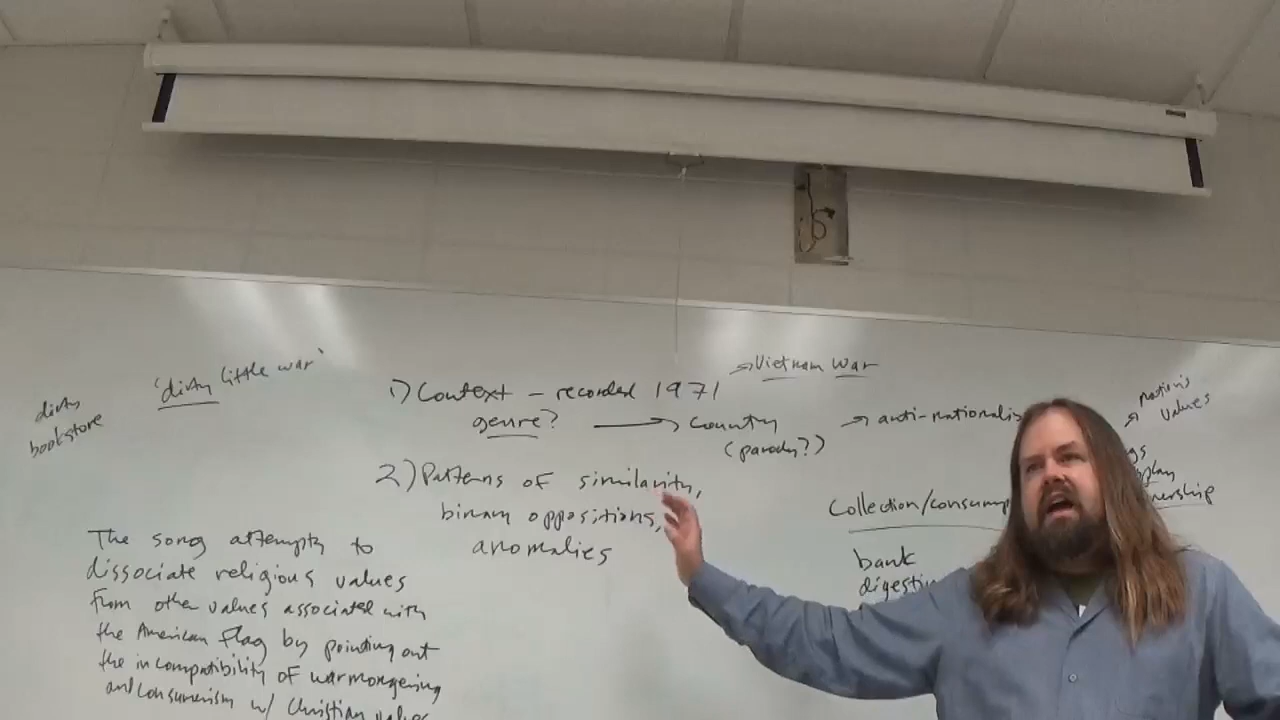 dirty
bookstore
'dirty little war'
1) Context – recorded 1971
→ Vietnam War
genre? → Country → anti-nationalis
(parody?)
2) Patterns of similarity,
binary oppositions,
anomalies
The song attempts to
dissociate religious values
from other values associated with
the American flag by pointing out
the incompatibility of warmongering
and consumerism w/ Christian values
→ nation's
values
Collection/consump
bank